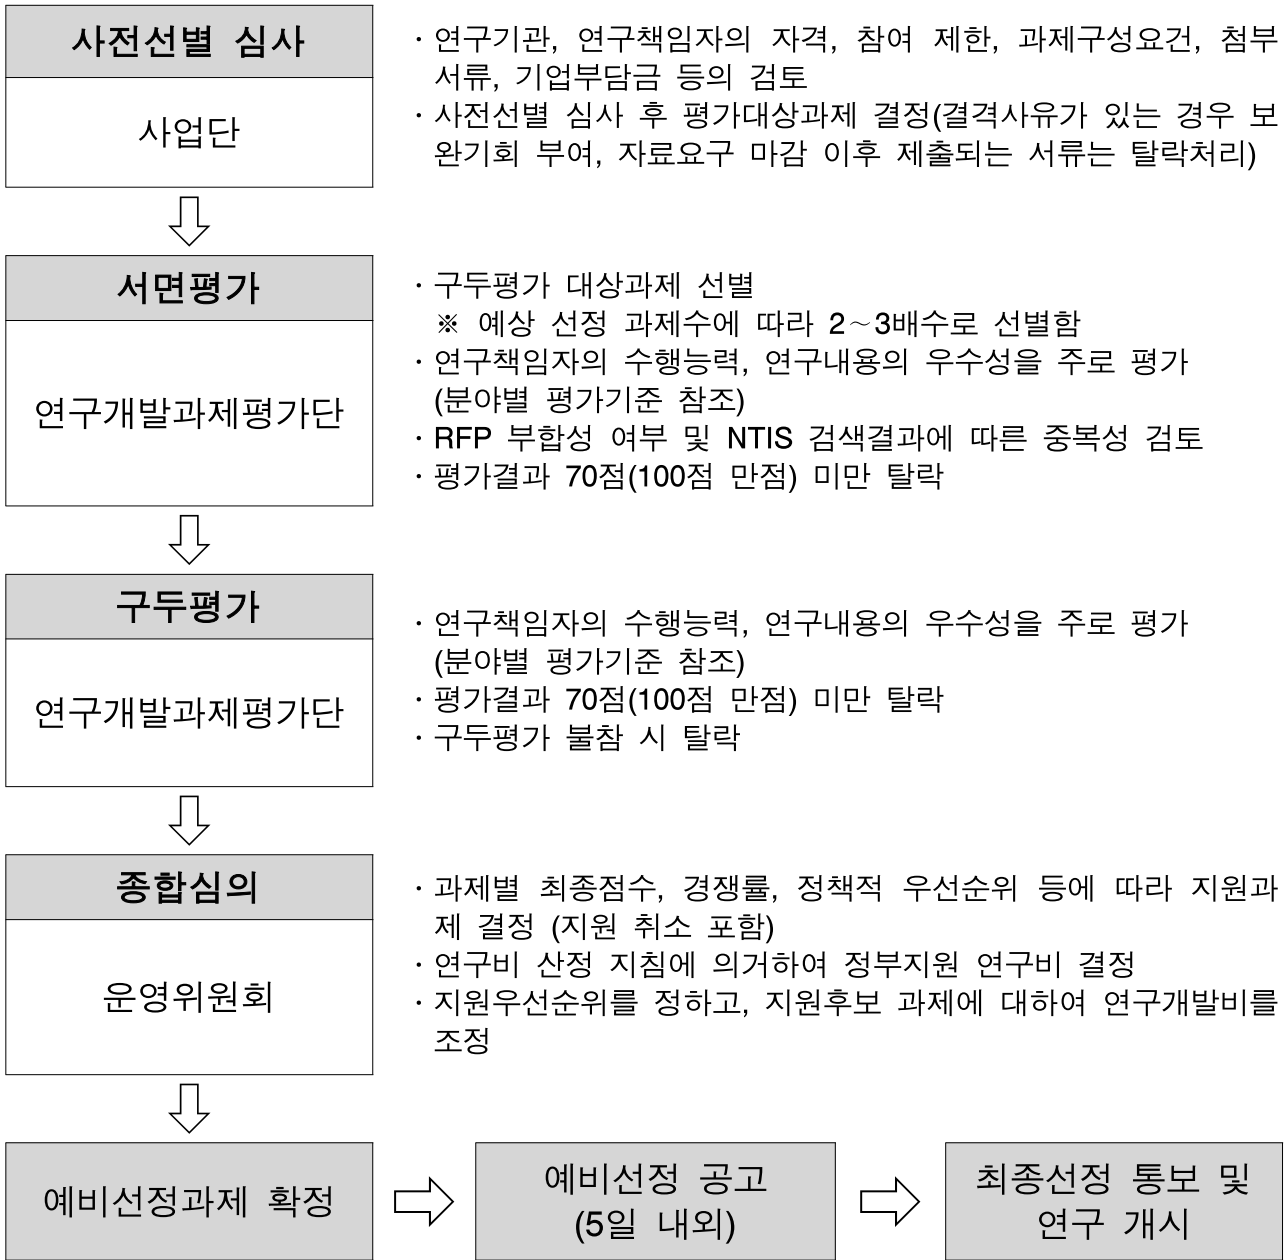 사전선별 심사
사업단
· 연구기관, 연구책임자의 자격, 참여 제한, 과제구성요건, 첨부
서류, 기업부담금 등의 검토
· 사전선별 심사 후 평가대상과제 결정(결격사유가 있는 경우 보
완기회 부여, 자료요구 마감 이후 제출되는 서류는 탈락처리)
서면평가
연구개발과제평가단
· 구두평가 대상과제 선별
※ 예상 선정 과제수에 따라 2~3배수로 선별함
· 연구책임자의 수행능력, 연구내용의 우수성을 주로 평가
(분야별 평가기준 참조)
· RFP 부합성 여부 및 NTIS 검색결과에 따른 중복성 검토
· 평가결과 70점(100점 만점) 미만 탈락
구두평가
연구개발과제평가단
· 연구책임자의 수행능력, 연구내용의 우수성을 주로 평가
(분야별 평가기준 참조)
· 평가결과 70점(100점 만점) 미만 탈락
· 구두평가 불참 시 탈락
종합심의
운영위원회
· 과제별 최종점수, 경쟁률, 정책적 우선순위 등에 따라 지원과
제 결정 (지원 취소 포함)
· 연구비 산정 지침에 의거하여 정부지원 연구비 결정
· 지원우선순위를 정하고, 지원후보 과제에 대하여 연구개발비를
조정
예비선정과제 확정
예비선정 공고
(5일 내외)
최종선정 통보 및
연구 개시